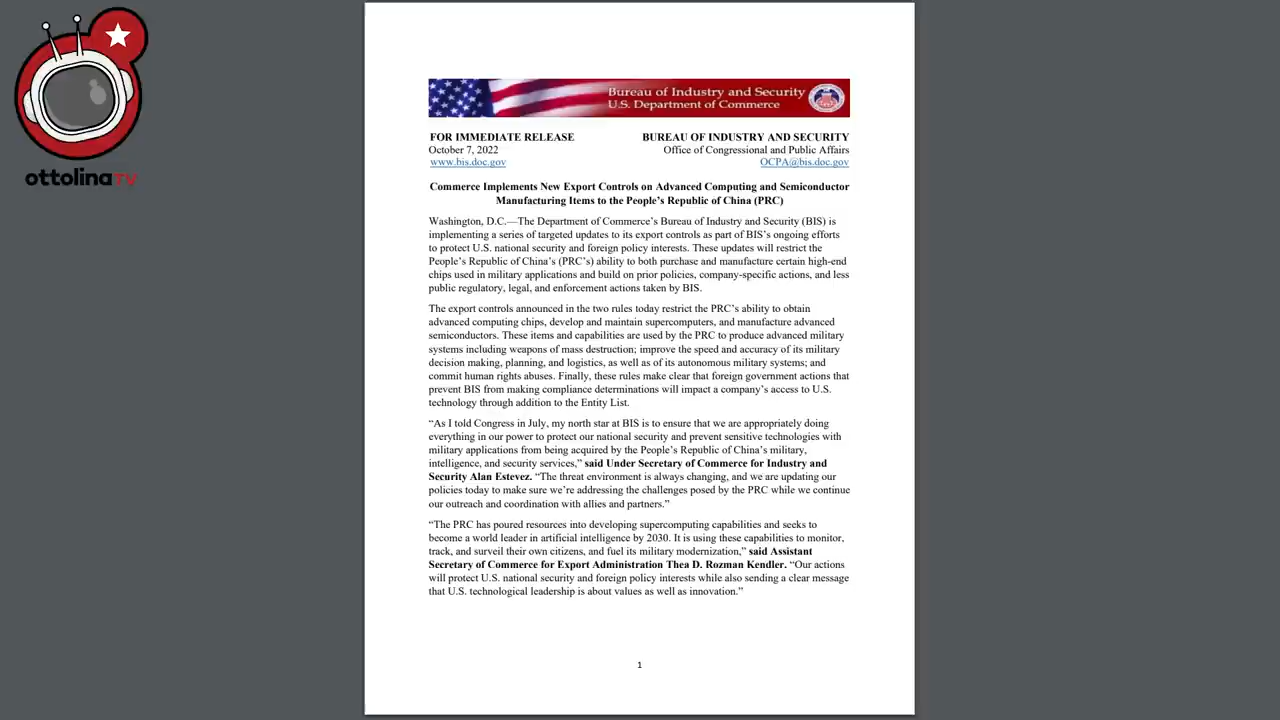 ottolinaTV
Bureau of Industry and Security
U.S. Department of Commerce
FOR IMMEDIATE RELEASE
October 7, 2022
www.bis.doc.gov
BUREAU OF INDUSTRY AND SECURITY
Office of Congressional and Public Affairs
OCPA@bis.doc.gov
Commerce Implements New Export Controls on Advanced Computing and Semiconductor
Manufacturing Items to the People’s Republic of China (PRC)
Washington, D.C.—The Department of Commerce’s Bureau of Industry and Security (BIS) is
implementing a series of targeted updates to its export controls as part of BIS’s ongoing efforts
to protect U.S. national security and foreign policy interests. These updates will restrict the
People’s Republic of China’s (PRC’s) ability to both purchase and manufacture certain high-end
chips used in military applications and build on prior policies, company-specific actions, and less
public regulatory, legal, and enforcement actions taken by BIS.
The export controls announced in the two rules today restrict the PRC’s ability to obtain
advanced computing chips, develop and maintain supercomputers, and manufacture advanced
semiconductors. These items and capabilities are used by the PRC to produce advanced military
systems including weapons of mass destruction; improve the speed and accuracy of its military
decision making, planning, and logistics, as well as of its autonomous military systems; and
commit human rights abuses. Finally, these rules make clear that foreign government actions that
prevent BIS from making compliance determinations will impact a company’s access to U.S.
technology through addition to the Entity List.
“As I told Congress in July, my north star at BIS is to ensure that we are appropriately doing
everything in our power to protect our national security and prevent sensitive technologies with
military applications from being acquired by the People’s Republic of China’s military,
intelligence, and security services,” said Under Secretary of Commerce for Industry and
Security Alan Estevez. “The threat environment is always changing, and we are updating our
policies today to make sure we’re addressing the challenges posed by the PRC while we continue
our outreach and coordination with allies and partners.”
“The PRC has poured resources into developing supercomputing capabilities and seeks to
become a world leader in artificial intelligence by 2030. It is using these capabilities to monitor,
track, and surveil their own citizens, and fuel its military modernization,” said Assistant
Secretary of Commerce for Export Administration Thea D. Rozman Kendler. “Our actions
will protect U.S. national security and foreign policy interests while also sending a clear message
that U.S. technological leadership is about values as well as innovation.”
1